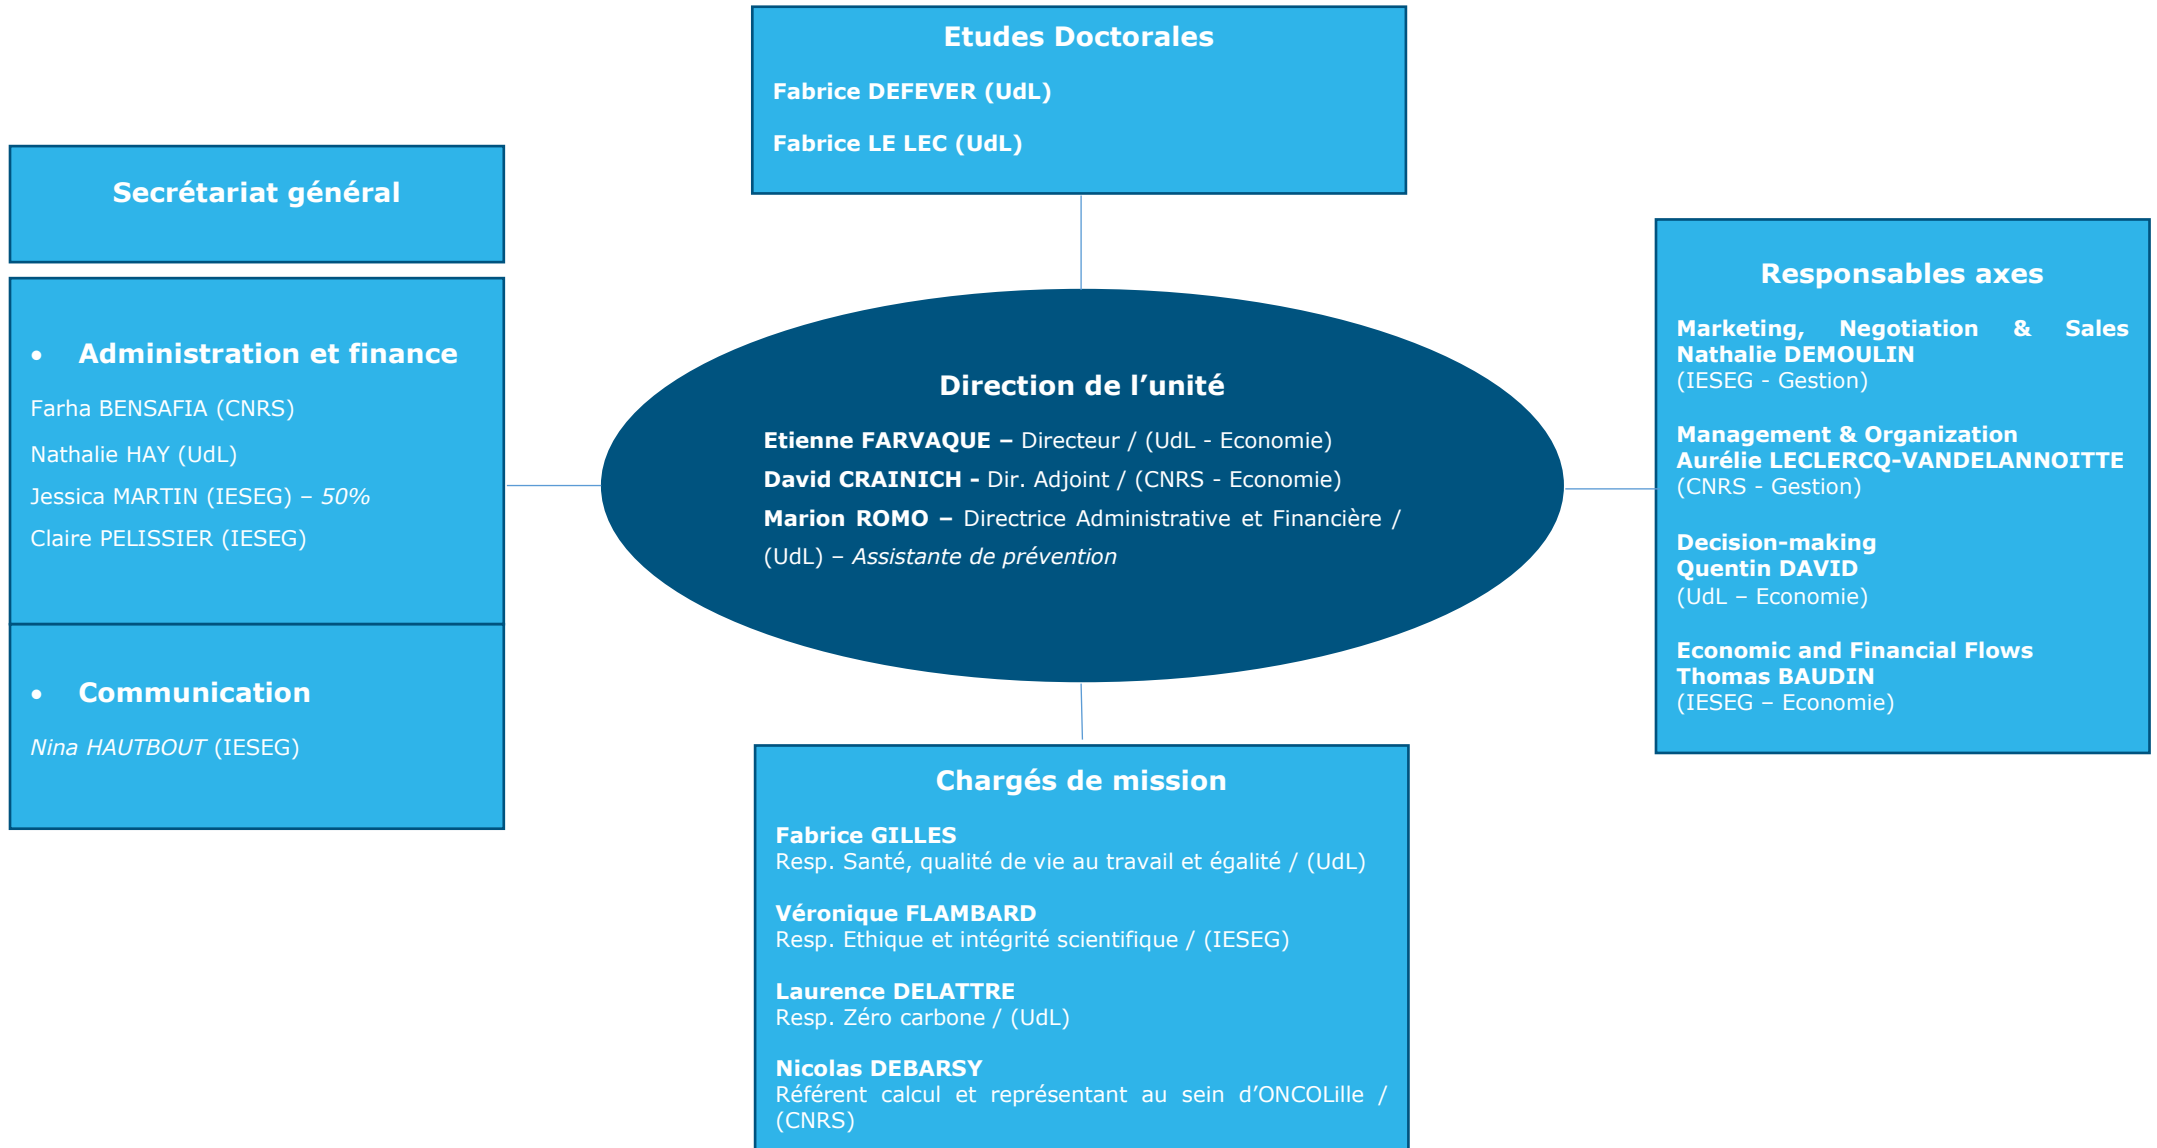 Etudes Doctorales
Fabrice DEFEVER (UdL)
Fabrice LE LEC (UdL)
Secrétariat général
• Administration et finance
Farha BENSAFIA (CNRS)
Nathalie HAY (UdL)
Jessica MARTIN (IESEG) – 50%
Claire PELISSIER (IESEG)
• Communication
Nina HAUTBOUT (IESEG)
Direction de l’unité
Etienne FARVAQUE – Directeur / (UdL - Economie)
David CRAINICH - Dir. Adjoint / (CNRS - Economie)
Marion ROMO – Directrice Administrative et Financière /
(UdL) – Assistante de prévention
Responsables axes
Marketing, Negotiation & Sales
Nathalie DEMOULIN
(IESEG - Gestion)
Management & Organization
Aurélie LECLERCQ-VANDELANNOITTE
(CNRS - Gestion)
Decision-making
Quentin DAVID
(UdL – Economie)
Economic and Financial Flows
Thomas BAUDIN
(IESEG – Economie)
Chargés de mission
Fabrice GILLES
Resp. Santé, qualité de vie au travail et égalité / (UdL)
Véronique FLAMBARD
Resp. Ethique et intégrité scientifique / (IESEG)
Laurence DELATTRE
Resp. Zéro carbone / (UdL)
Nicolas DEBARSY
Référent calcul et représentant au sein d’ONCOLille /
(CNRS)